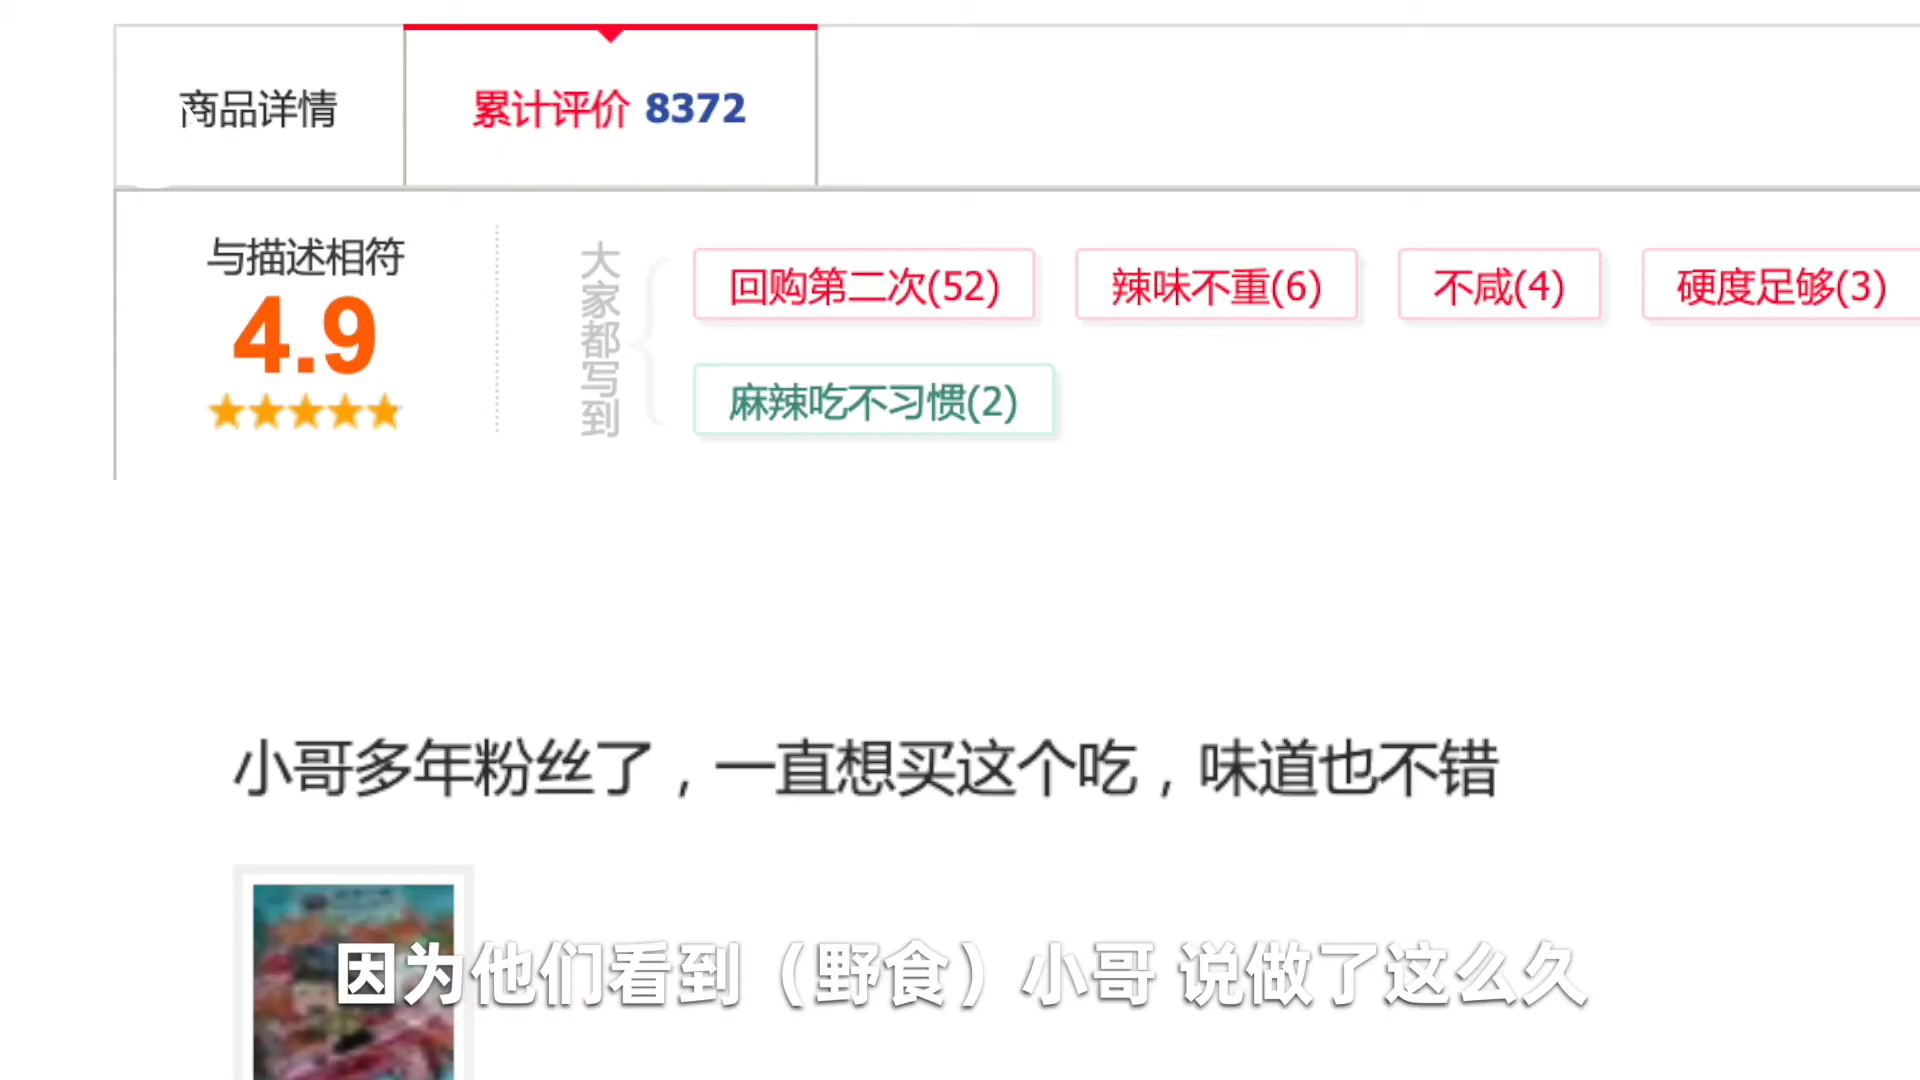 商品详情
累计评价 8372
与描述相符
4.9
大家都写到
回购第二次(52)
辣味不重(6)
不咸(4)
硬度足够(3)
麻辣吃不习惯(2)
小哥多年粉丝了，一直想买这个吃，味道也不错
因为他们看到（野食）小哥 说做了这么久